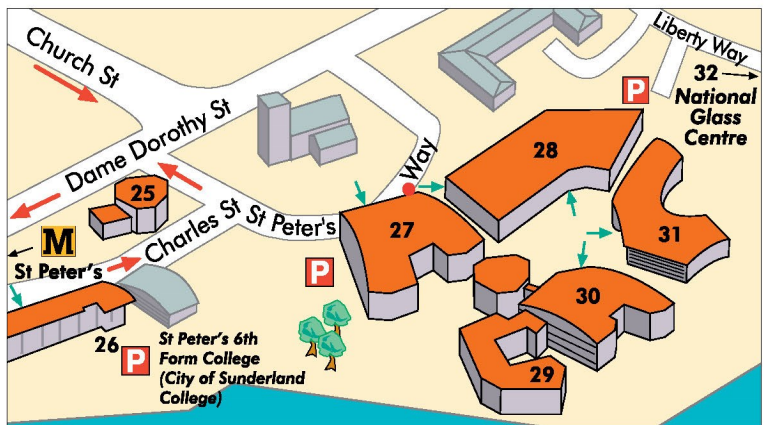 Church St
Liberty Way
32
National
Glass
Centre
P
Dame Dorothy St
Way
28
25
Charles St
St Peter's
27
31
M
St Peter's
P
30
26
P
St Peter's 6th
Form College
(City of Sunderland
College)
29